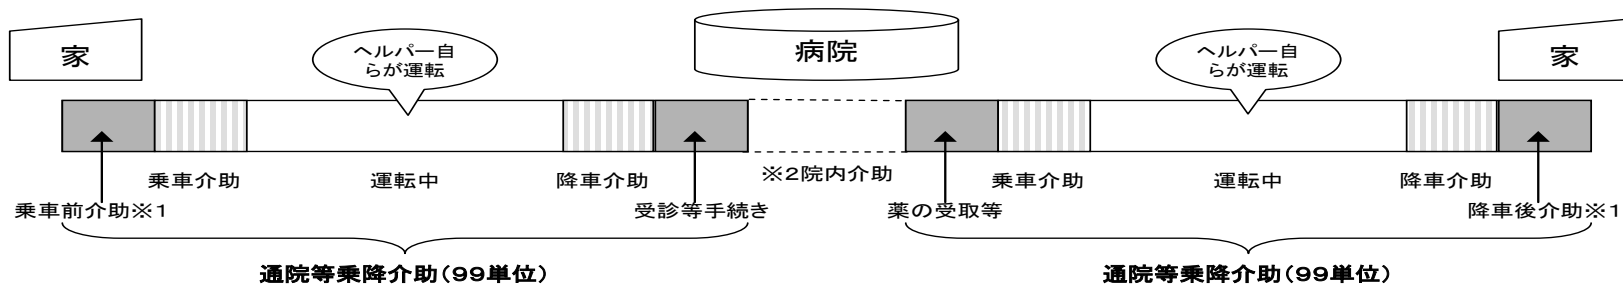 家
ヘルパー自
らが運転
病院
ヘルパー自
らが運転
家
乗車介助
運転中
降車介助
※2院内介助
乗車介助
運転中
降車介助
乗車前介助※1
受診等手続き
薬の受取等
降車後介助※1
通院等乗降介助(99単位)
通院等乗降介助(99単位)